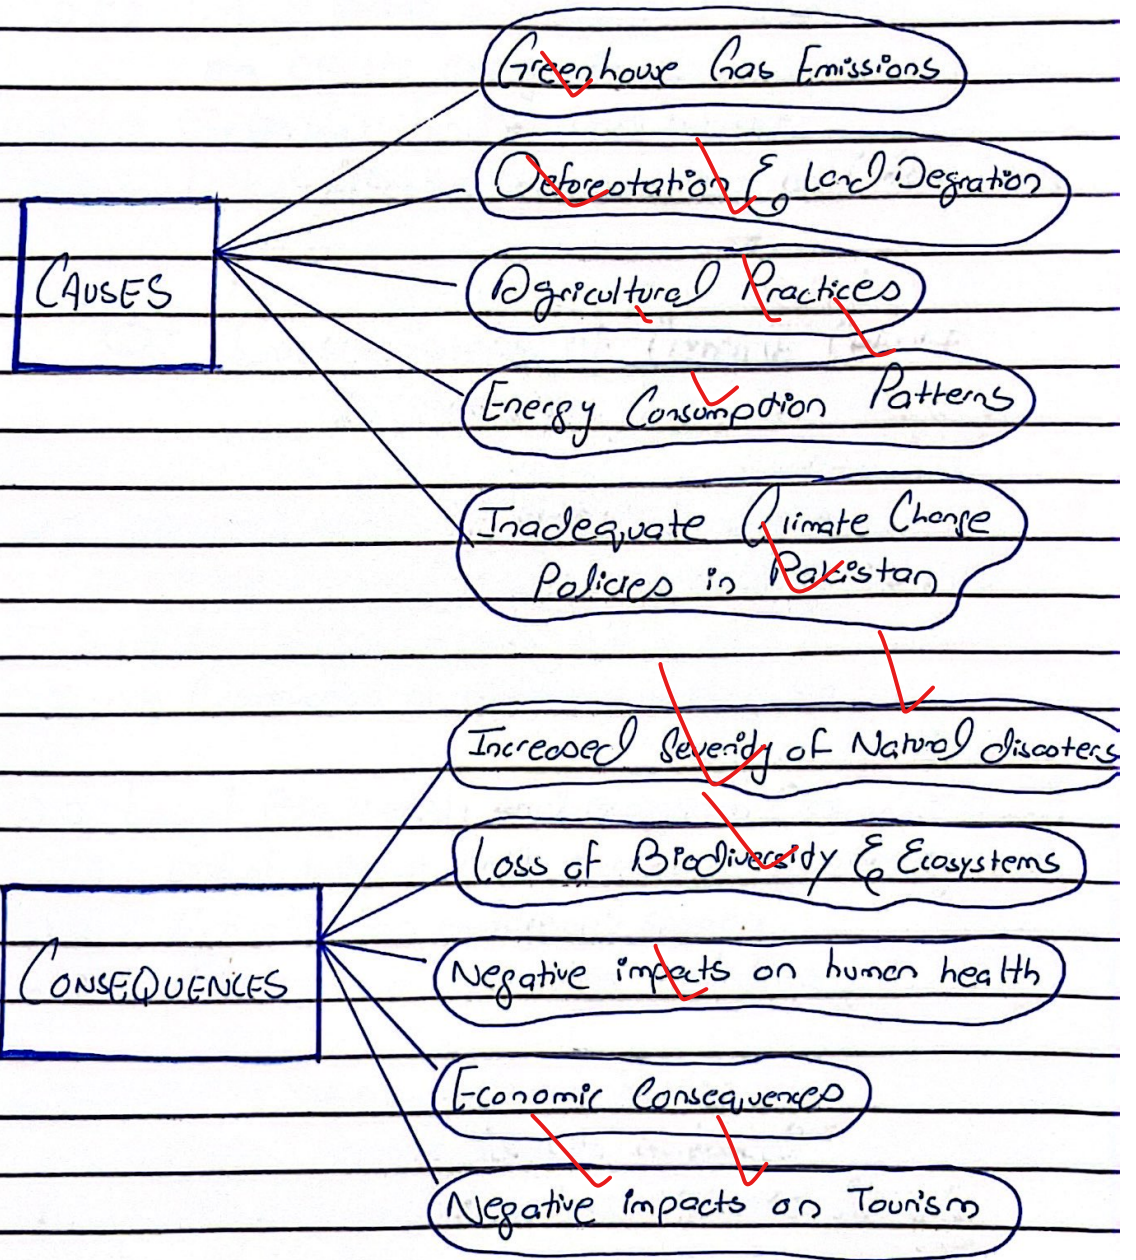 Greenhouse Gas Emissions
Deforestation & Land Degration
CAUSES
Agricultural Practices
Energy Consumption Patterns
Inadequate Climate Change
Policies in Pakistan
Increased Severity of Natural disasters
Loss of Biodiversity & Ecosystems
Negative impacts on human health
CONSEQUENCES
Economic Consequences
Negative impacts on Tourism